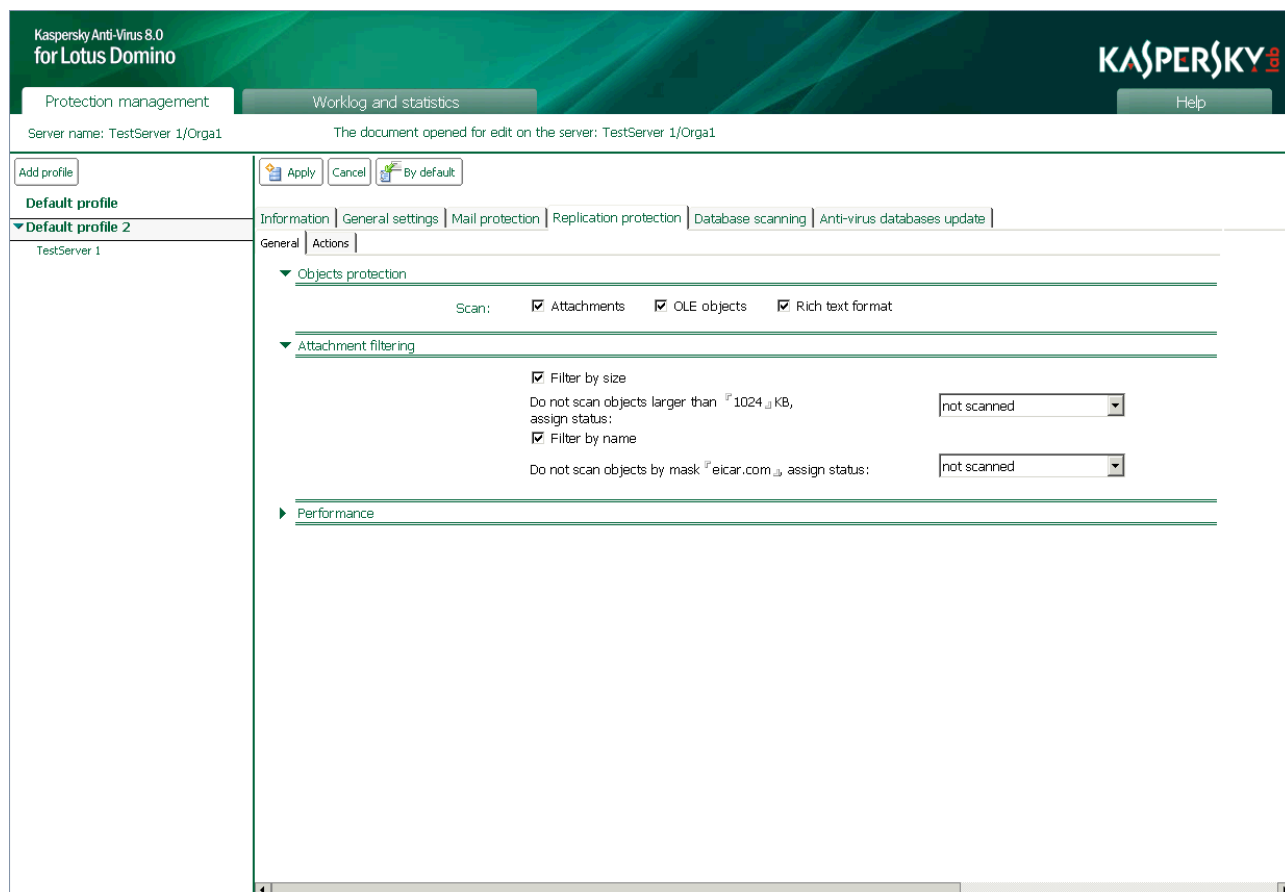 Kaspersky Anti-Virus 8.0
for Lotus Domino
KASPERSKY lab
Protection management
Worklog and statistics
Help
Server name: TestServer 1/Orga1
The document opened for edit on the server: TestServer 1/Orga1
Add profile
Apply
Cancel
By default
Default profile
Default profile 2
TestServer 1
Information
General settings
Mail protection
Replication protection
Database scanning
Anti-virus databases update
General
Actions
Objects protection
Scan:
Attachments
OLE objects
Rich text format
Attachment filtering
Filter by size
Do not scan objects larger than 1024 KB,
assign status:
not scanned
Filter by name
Do not scan objects by mask eicar.com, assign status:
not scanned
Performance